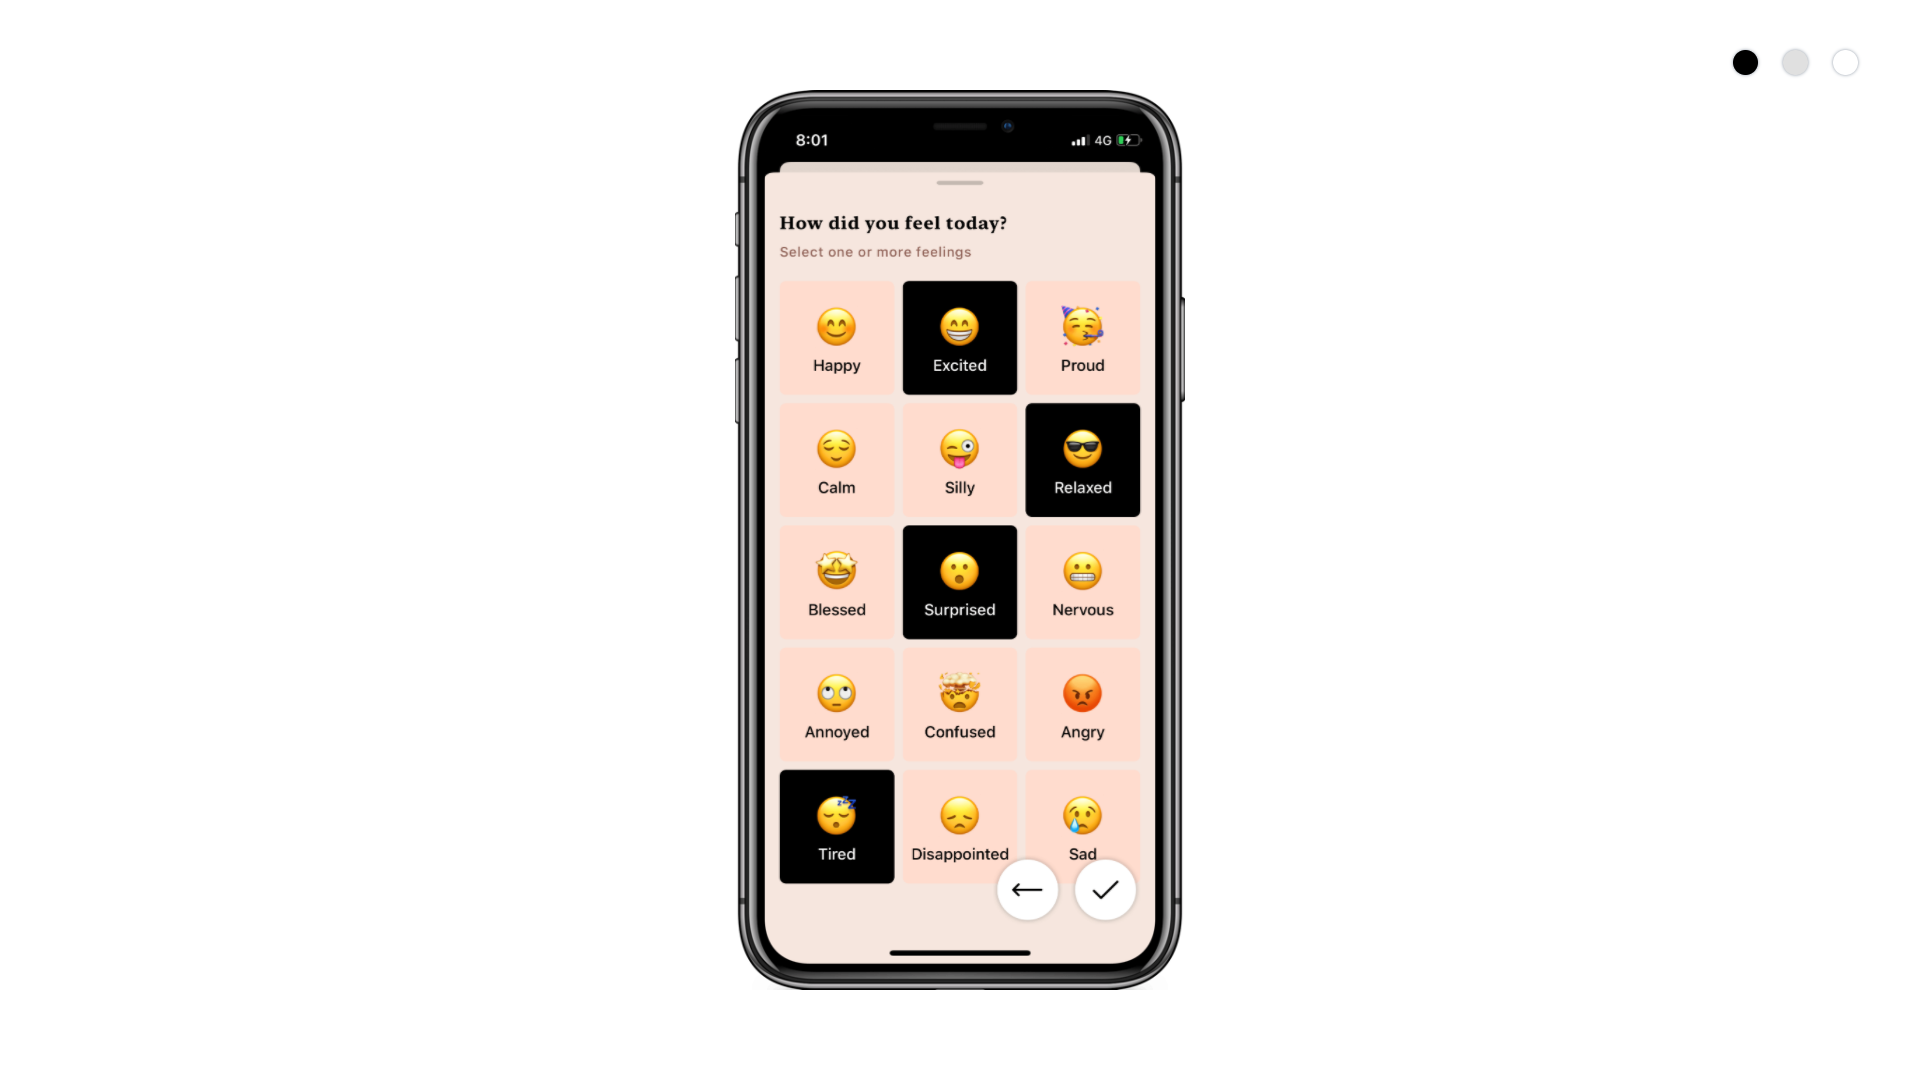 8:01 4G
How did you feel today?
Select one or more feelings
Happy Excited Proud
Calm Silly Relaxed
Blessed Surprised Nervous
Annoyed Confused Angry
Tired Disappointed Sad